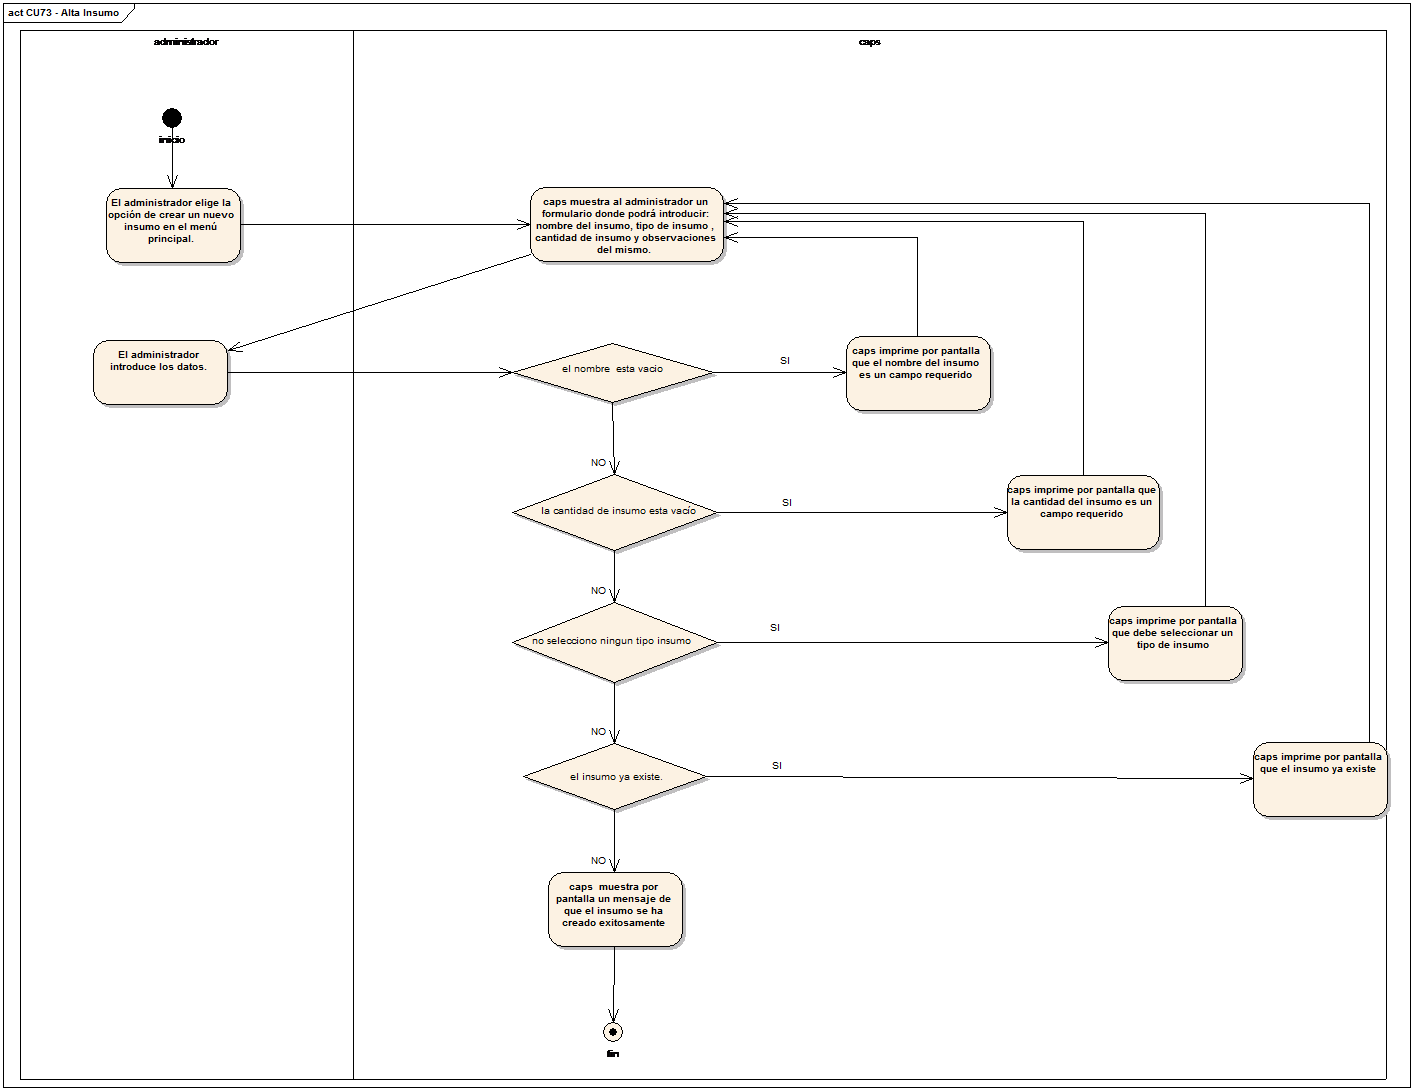 act CU73 - Alta Insumo
administrador
caps
inicio
El administrador elige la
opción de crear un nuevo
insumo en el menú
principal.
caps muestra al administrador un
formulario donde podrá introducir:
nombre del insumo, tipo de insumo ,
cantidad de insumo y observaciones
del mismo.
El administrador
introduce los datos.
el nombre  esta vacio
SI
caps imprime por pantalla
que el nombre del insumo
es un campo requerido
NO
la cantidad de insumo esta vacío
SI
caps imprime por pantalla que
la cantidad del insumo es un
campo requerido
NO
no selecciono ningun tipo insumo
SI
caps imprime por pantalla
que debe seleccionar un
tipo de insumo
NO
el insumo ya existe.
SI
caps imprime por pantalla
que el insumo ya existe
NO
caps  muestra por
pantalla un mensaje de
que el insumo se ha
creado exitosamente
fin